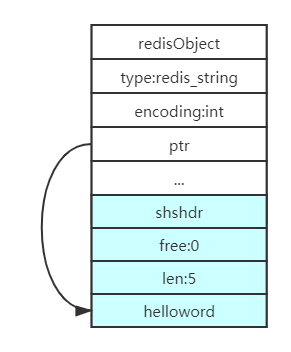 redisObject
type:redis_string
encoding:int
ptr
...
shshdr
free:0
len:5
helloword